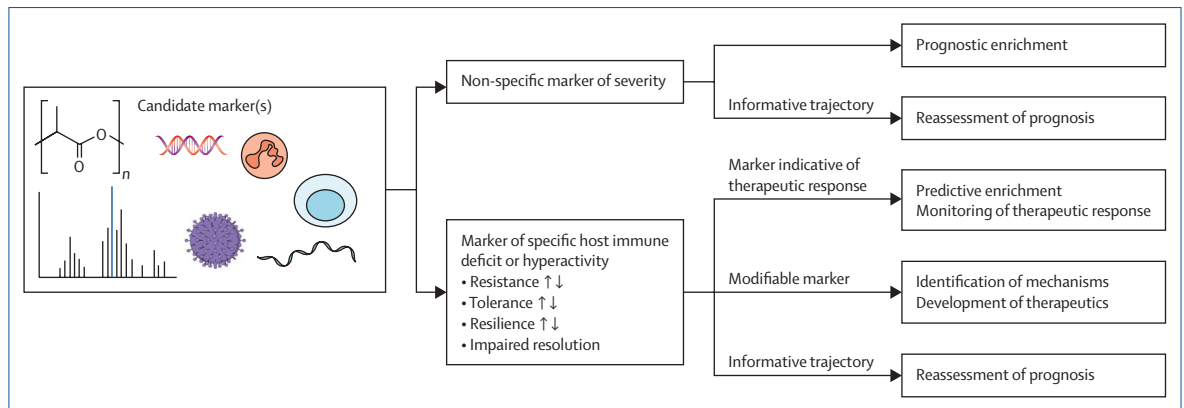 Candidate marker(s)
O
O
n
Non-specific marker of severity
Marker of specific host immune
deficit or hyperactivity
• Resistance ↑↓
• Tolerance ↑↓
• Resilience ↑↓
• Impaired resolution
Prognostic enrichment
Informative trajectory
Reassessment of prognosis
Marker indicative of
therapeutic response
Predictive enrichment
Monitoring of therapeutic response
Modifiable marker
Identification of mechanisms
Development of therapeutics
Informative trajectory
Reassessment of prognosis